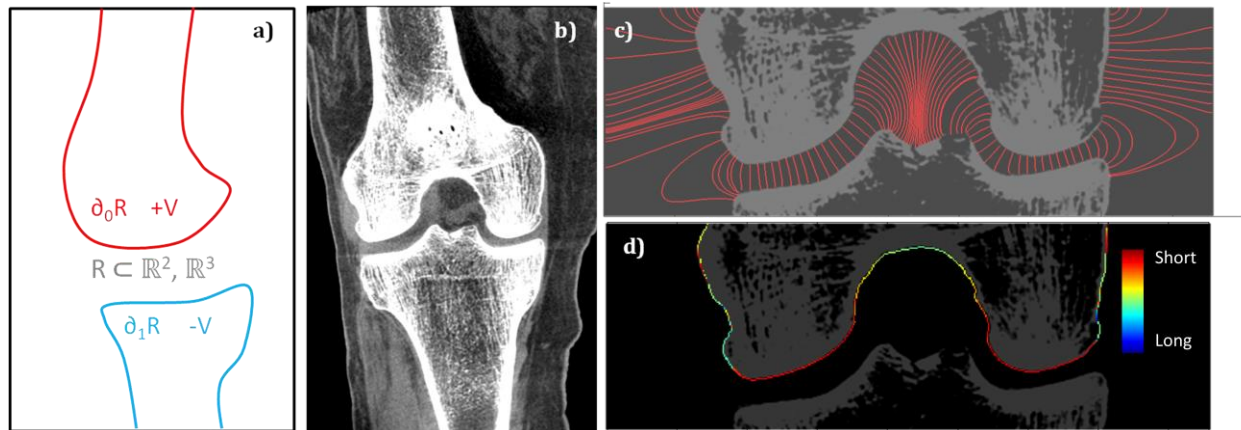 a)
∂₀R +V
R ⊂ ℝ², ℝ³
∂₁R -V
b)
c)
d)
Short
Long